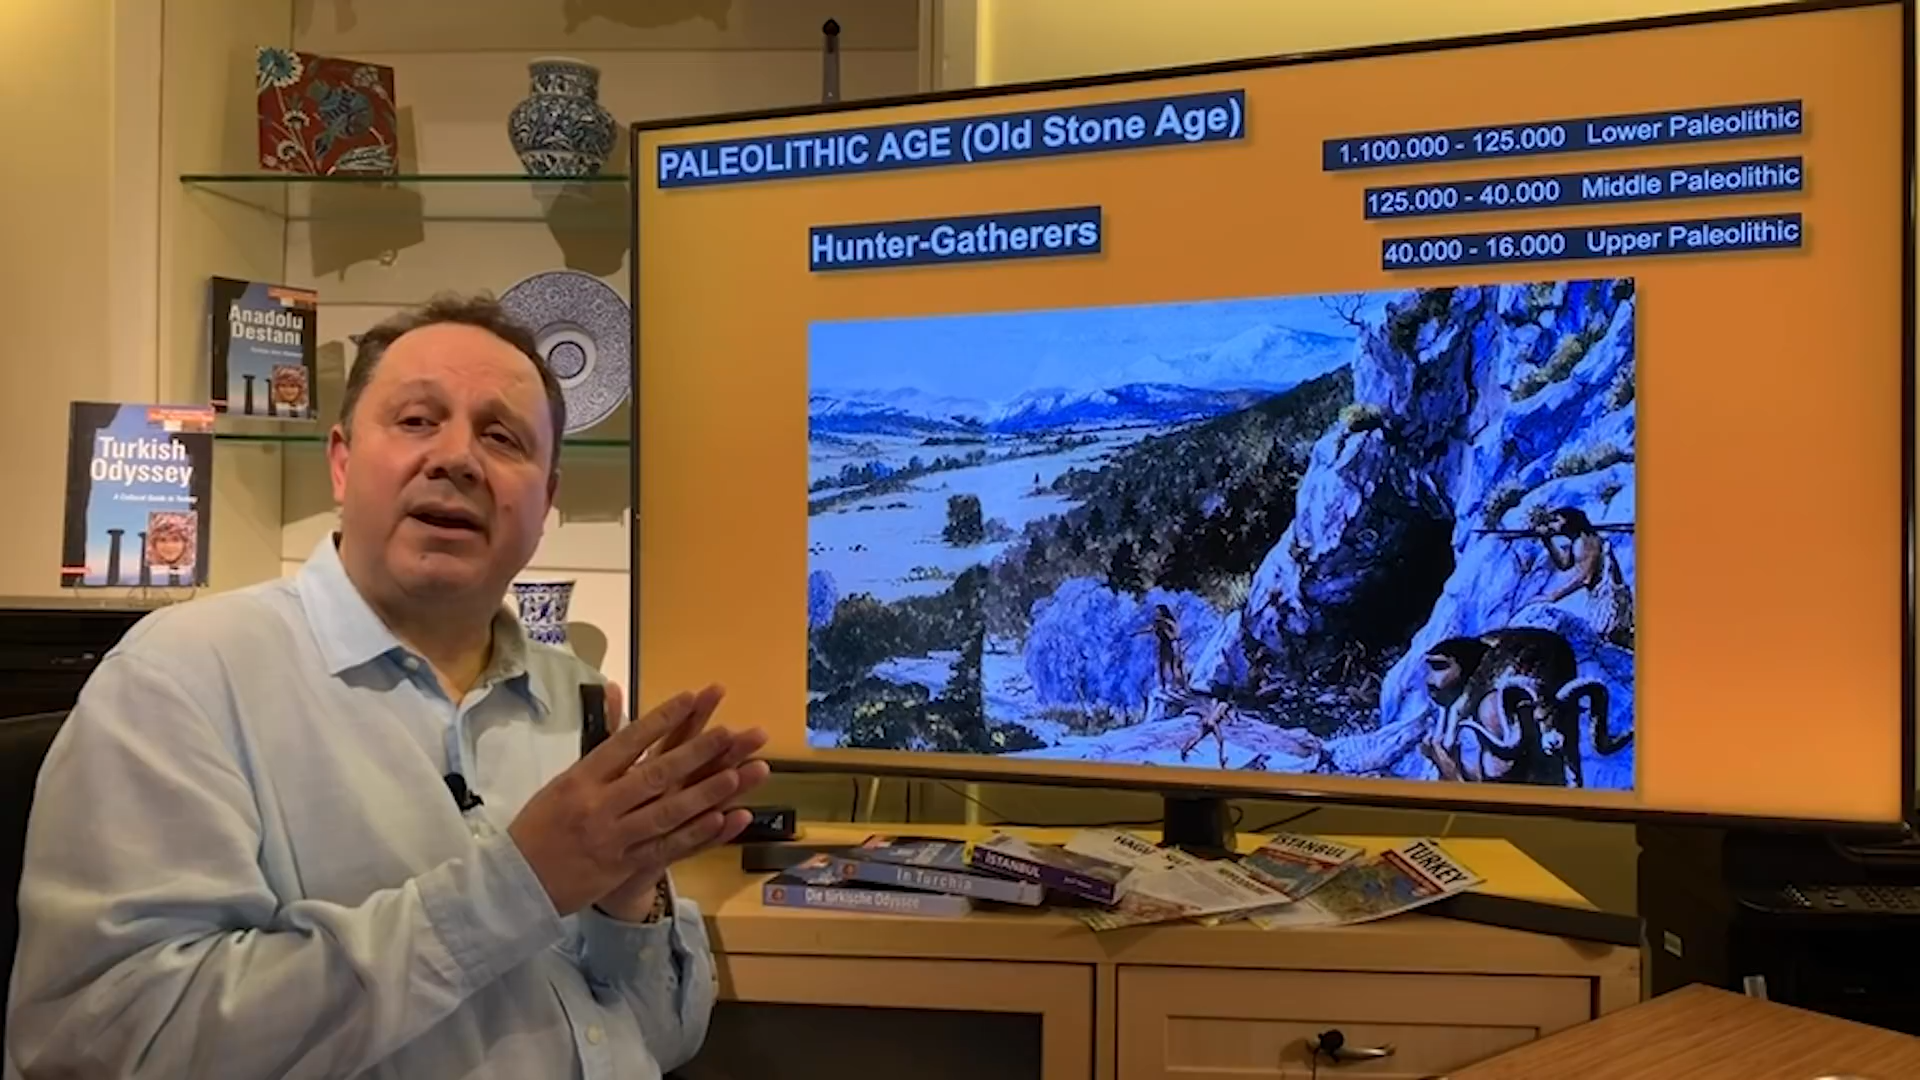 PALEOLITHIC AGE (Old Stone Age)
1.100.000 - 125.000 Lower Paleolithic
125.000 - 40.000 Middle Paleolithic
40.000 - 16.000 Upper Paleolithic
Hunter-Gatherers
Anadolu
Destanı
Turkish
Odyssey
A Cultural Guide to Turkey
İSTANBUL
In Turchia
Die türkische Odyssee
İSTANBUL
TURKEY